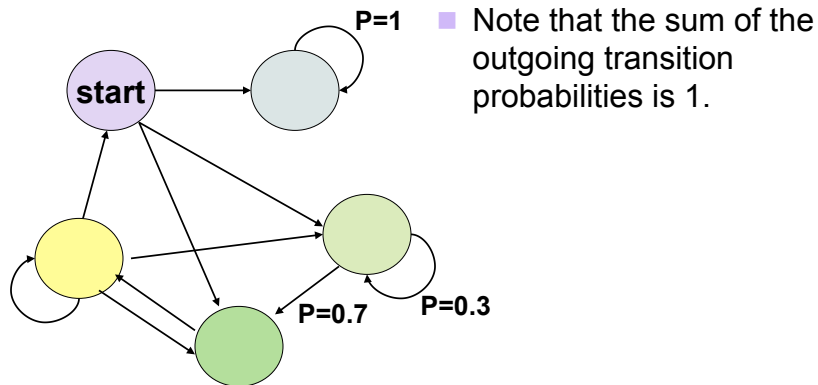 P=1
start
Note that the sum of the
outgoing transition
probabilities is 1.
P=0.7
P=0.3